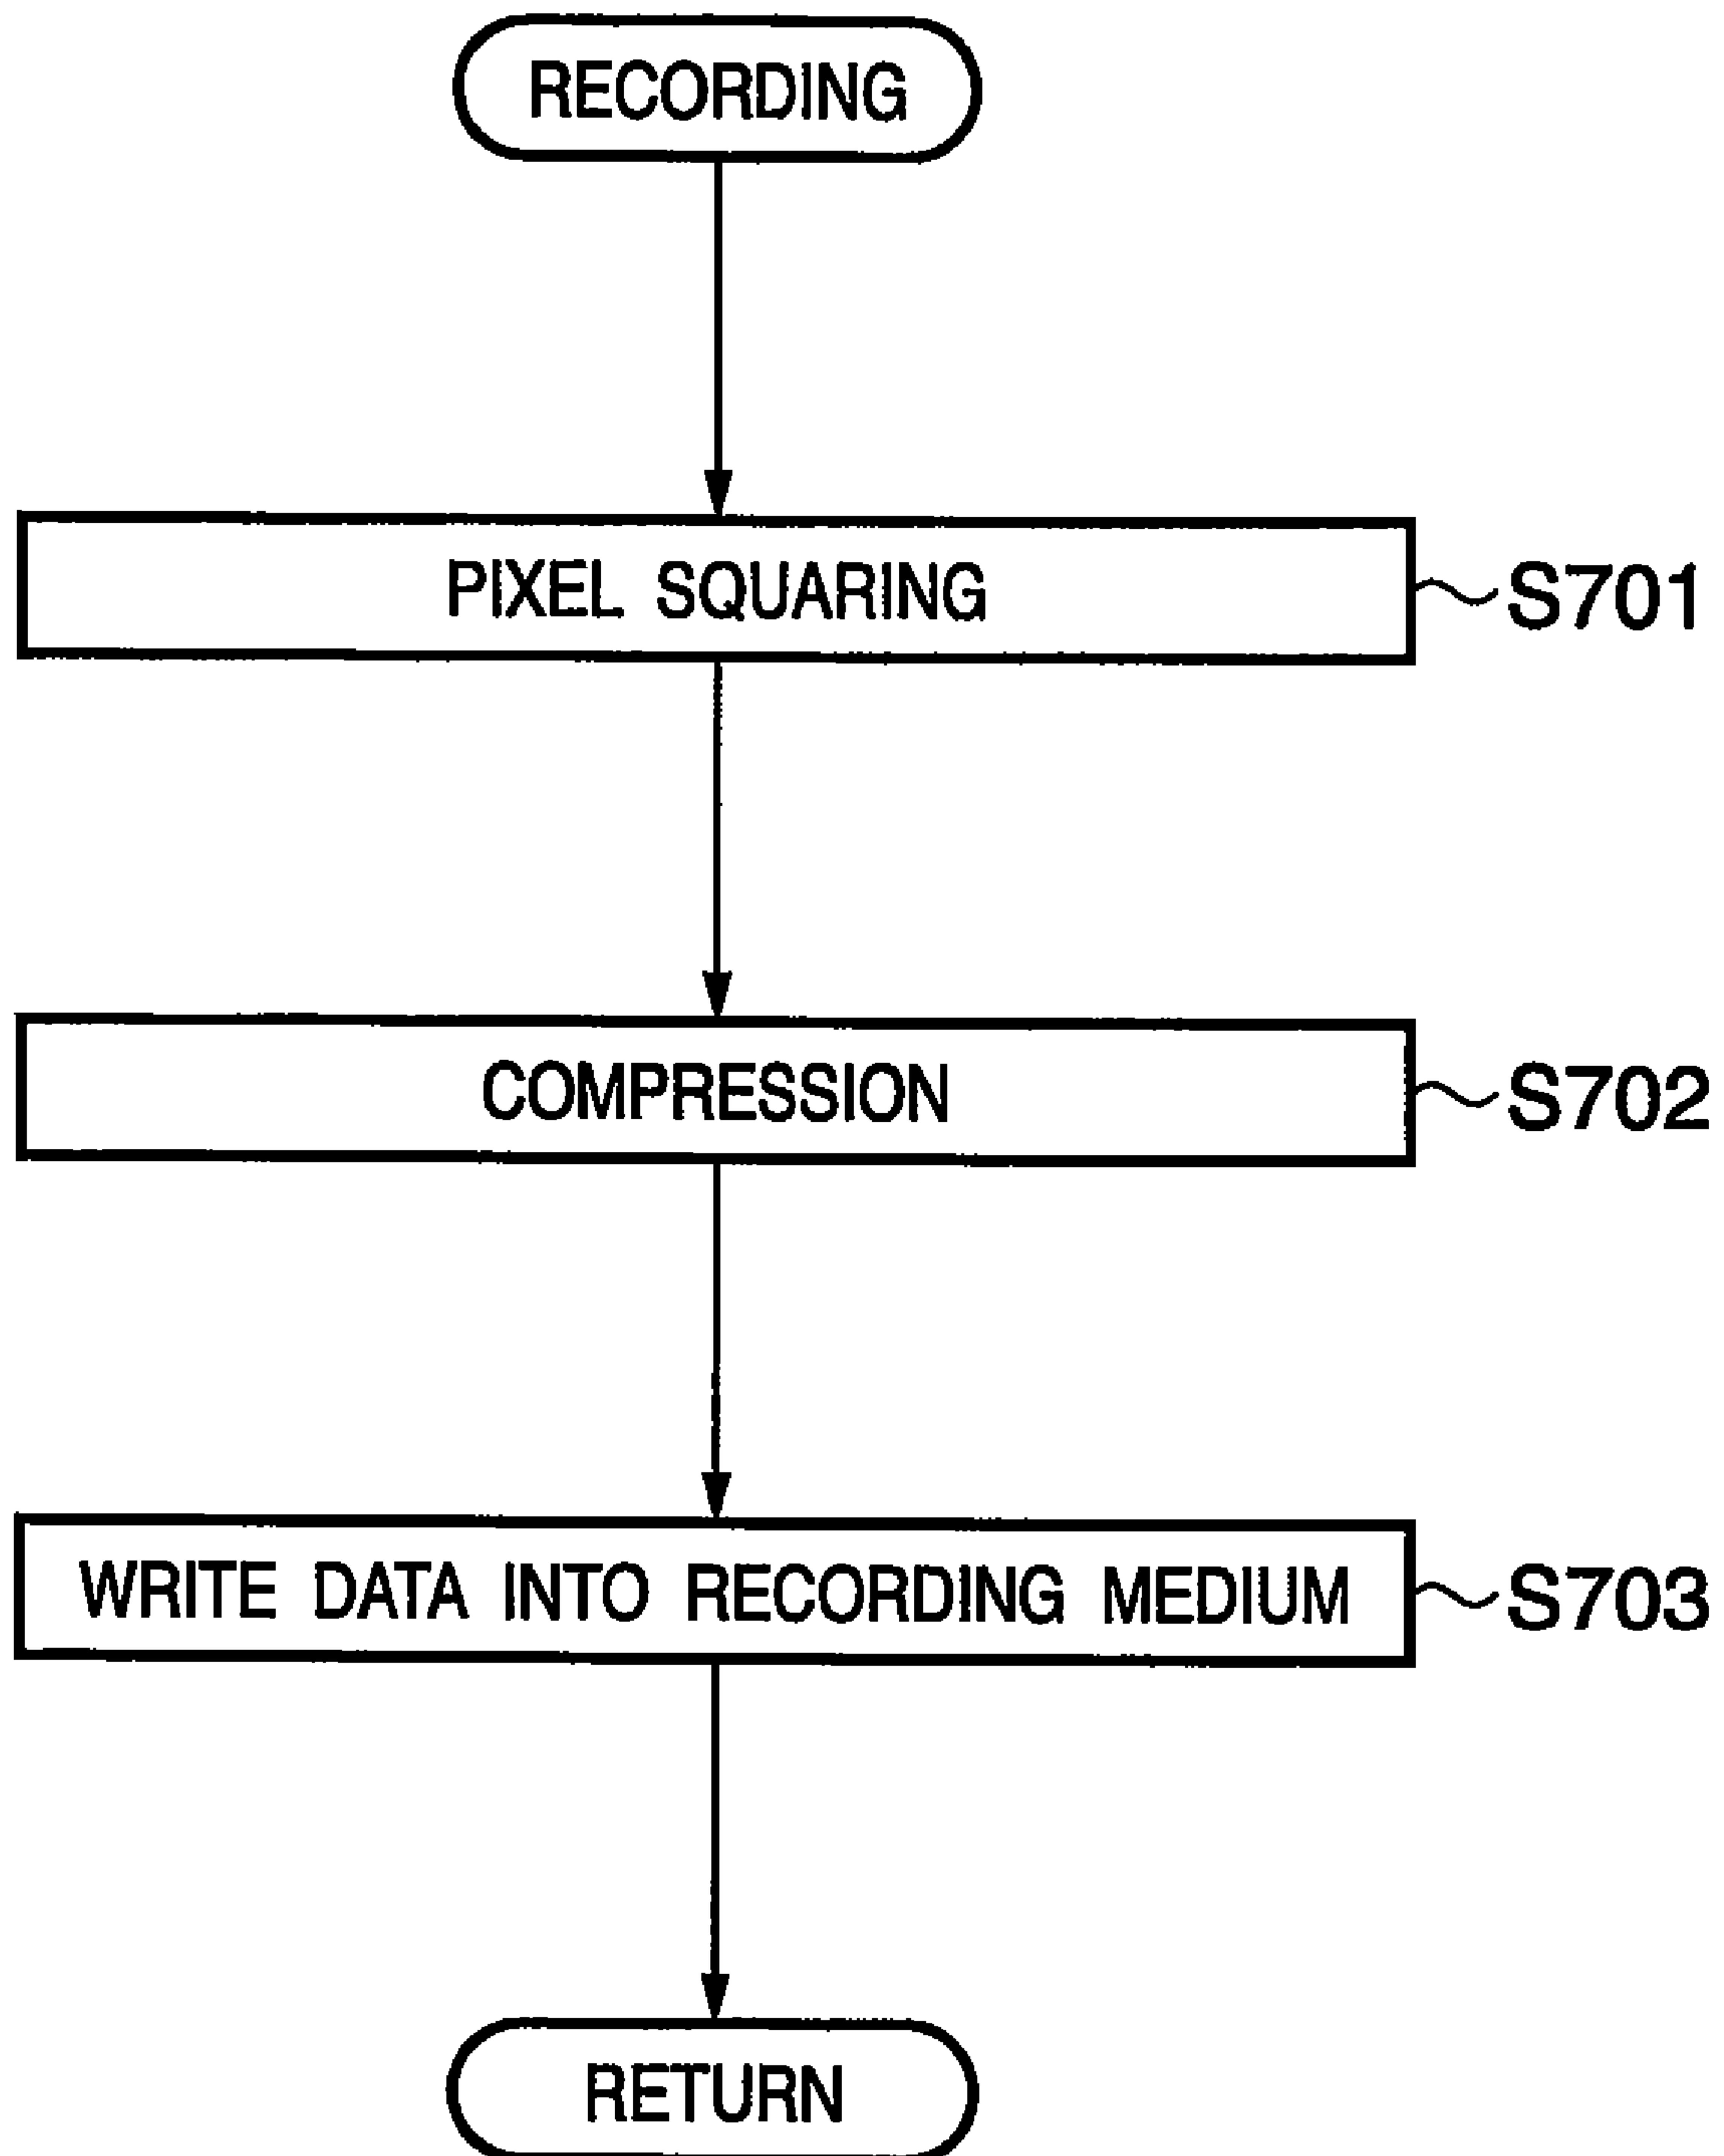 RECORDING
PIXEL SQUARING
S701
COMPRESSION
S702
WRITE DATA INTO RECORDING MEDIUM
S703
RETURN